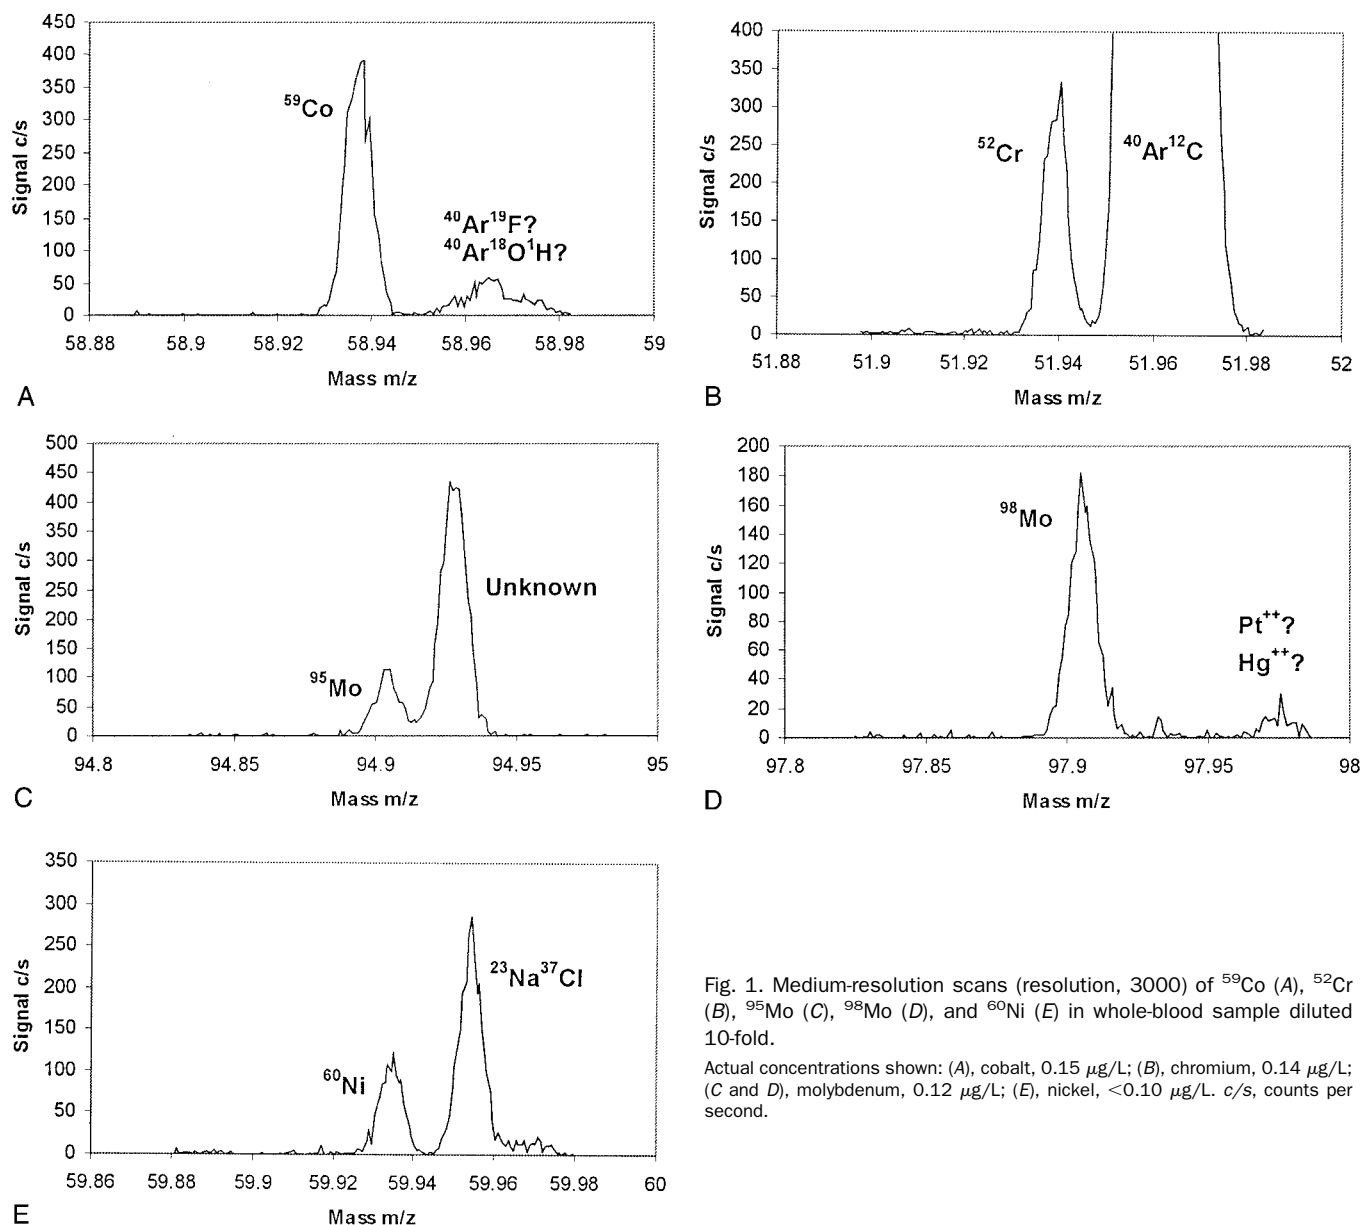 450
400
350
300
250
200
150
100
50
0
Signal c/s
⁵⁹Co
⁴⁰Ar¹⁹F?
⁴⁰Ar¹⁸O¹H?
58.88 58.9 58.92 58.94 58.96 58.98 59
Mass m/z
A
400
350
300
250
200
150
100
50
0
Signal c/s
⁵²Cr
⁴⁰Ar¹²C
51.88 51.9 51.92 51.94 51.96 51.98 52
Mass m/z
B
500
450
400
350
300
250
200
150
100
50
0
Signal c/s
⁹⁵Mo
Unknown
94.8 94.85 94.9 94.95 95
Mass m/z
C
200
180
160
140
120
100
80
60
40
20
0
Signal c/s
⁹⁸Mo
Pt⁺⁺?
Hg⁺⁺?
97.8 97.85 97.9 97.95 98
Mass m/z
D
350
300
250
200
150
100
50
0
Signal c/s
⁶⁰Ni
²³Na³⁷Cl
59.86 59.88 59.9 59.92 59.94 59.96 59.98 60
Mass m/z
E
Fig. 1. Medium-resolution scans (resolution, 3000) of ⁵⁹Co (A), ⁵²Cr
(B), ⁹⁵Mo (C), ⁹⁸Mo (D), and ⁶⁰Ni (E) in whole-blood sample diluted
10-fold.
Actual concentrations shown: (A), cobalt, 0.15 μg/L; (B), chromium, 0.14 μg/L;
(C and D), molybdenum, 0.12 μg/L; (E), nickel, <0.10 μg/L. c/s, counts per
second.